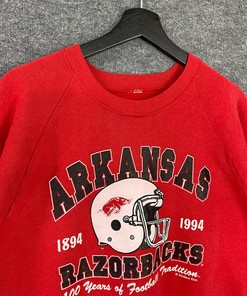 ARKANSAS
1894 1994
RAZORBACKS
100 Years of Football Tradition.